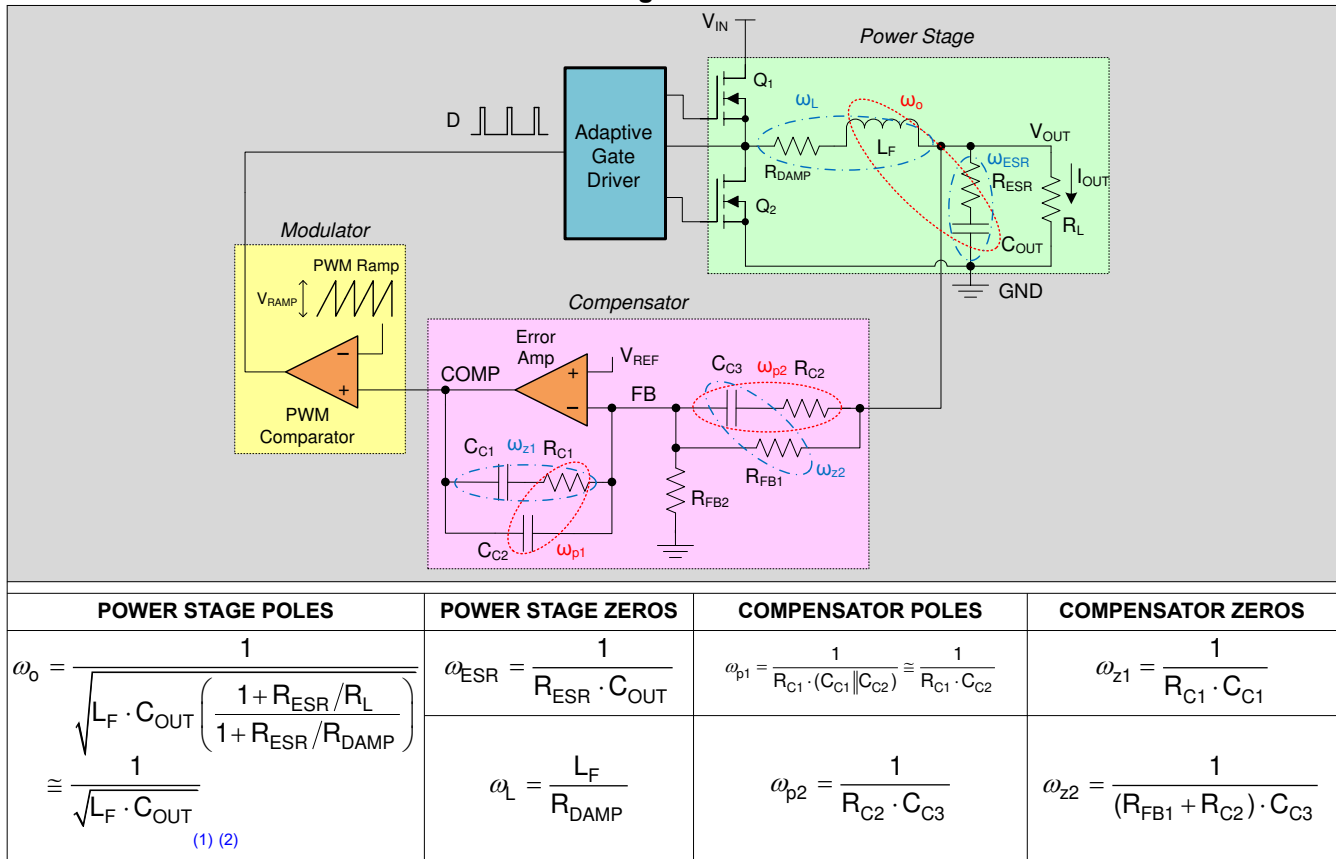 V_IN
Power Stage
Q_1
ω_L
ω_o
D
Adaptive
Gate
Driver
V_OUT
L_F
R_DAMP
ω_ESR
R_ESR
I_OUT
Q_2
R_L
C_OUT
Modulator
PWM Ramp
V_RAMP
GND
Compensator
Error
Amp
V_REF
C_C3
ω_p2
R_C2
COMP
FB
−
+
+
−
PWM
Comparator
C_C1
ω_z1
R_C1
R_FB1
ω_z2
R_FB2
C_C2
ω_p1
POWER STAGE POLES
POWER STAGE ZEROS
COMPENSATOR POLES
COMPENSATOR ZEROS
ω_o = 1 / √(L_F · C_OUT ((1 + R_ESR/R_L) / (1 + R_ESR/R_DAMP)))
≅ 1 / √(L_F · C_OUT)
(1) (2)
ω_ESR = 1 / (R_ESR · C_OUT)
ω_L = L_F / R_DAMP
ω_p1 = 1 / (R_C1 · (C_C1‖C_C2)) ≅ 1 / (R_C1 · C_C2)
ω_p2 = 1 / (R_C2 · C_C3)
ω_z1 = 1 / (R_C1 · C_C1)
ω_z2 = 1 / ((R_FB1 + R_C2) · C_C3)